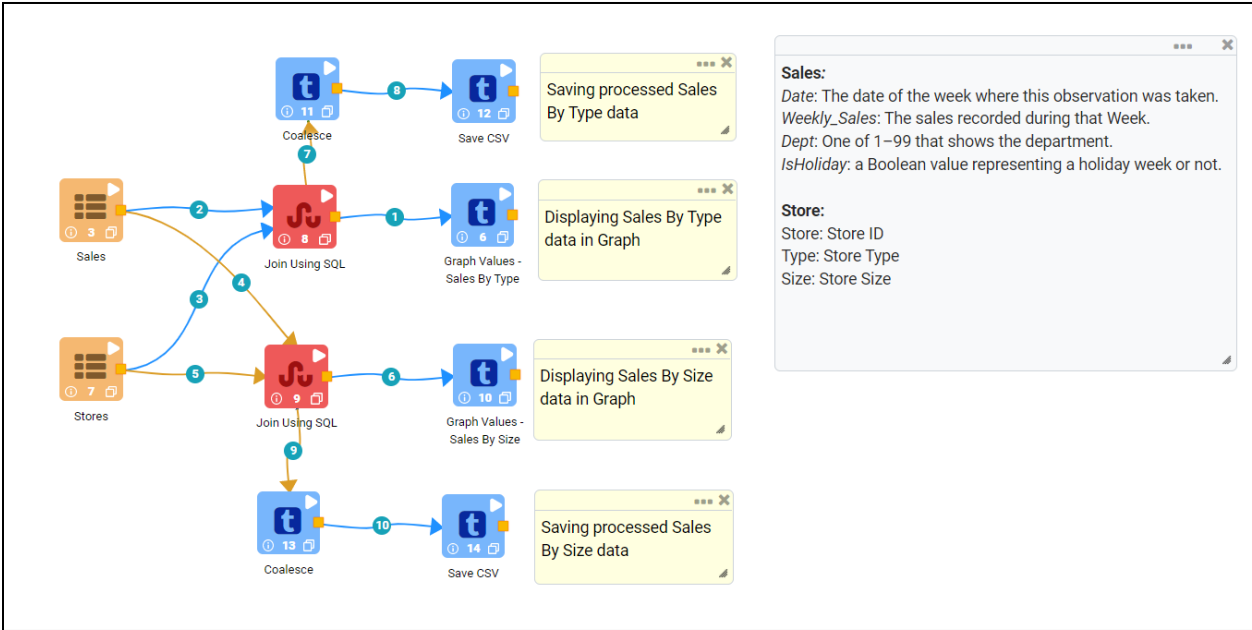 8
11
Coalesce
12
Save CSV
Saving processed Sales
By Type data
7
3
Sales
2
8
Join Using SQL
1
6
Graph Values -
Sales By Type
Displaying Sales By Type
data in Graph
4
3
7
Stores
5
9
Join Using SQL
6
10
Graph Values -
Sales By Size
Displaying Sales By Size
data in Graph
9
13
Coalesce
10
14
Save CSV
Saving processed Sales
By Size data
Sales:
Date: The date of the week where this observation was taken.
Weekly_Sales: The sales recorded during that Week.
Dept: One of 1–99 that shows the department.
IsHoliday: a Boolean value representing a holiday week or not.
Store:
Store: Store ID
Type: Store Type
Size: Store Size